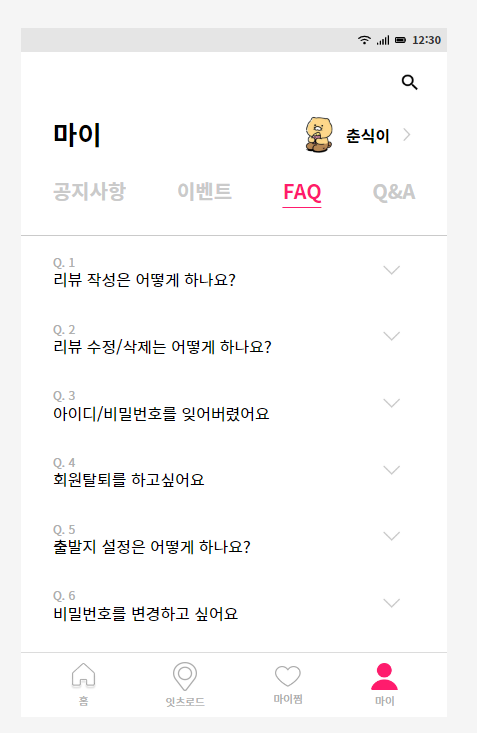 12:30
마이
춘식이
공지사항 이벤트 FAQ Q&A
Q. 1
리뷰 작성은 어떻게 하나요?
Q. 2
리뷰 수정/삭제는 어떻게 하나요?
Q. 3
아이디/비밀번호를 잊어버렸어요
Q. 4
회원탈퇴를 하고싶어요
Q. 5
출발지 설정은 어떻게 하나요?
Q. 6
비밀번호를 변경하고 싶어요
홈 잇츠로드 마이찜 마이